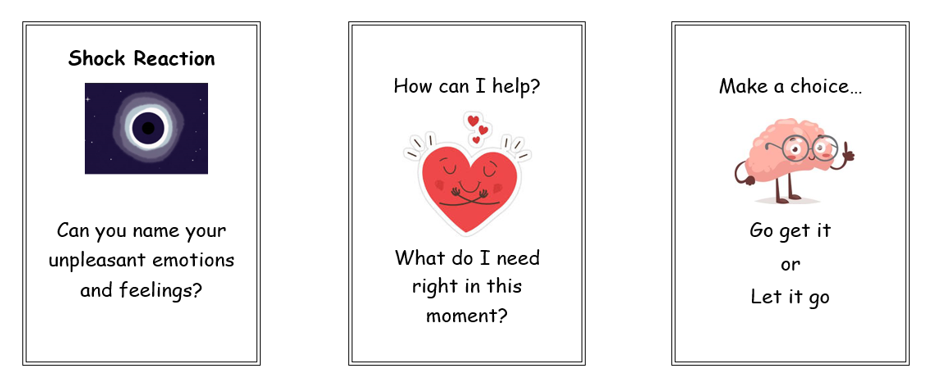 Shock Reaction
Can you name your
unpleasant emotions
and feelings?
How can I help?
What do I need
right in this
moment?
Make a choice…
Go get it
or
Let it go